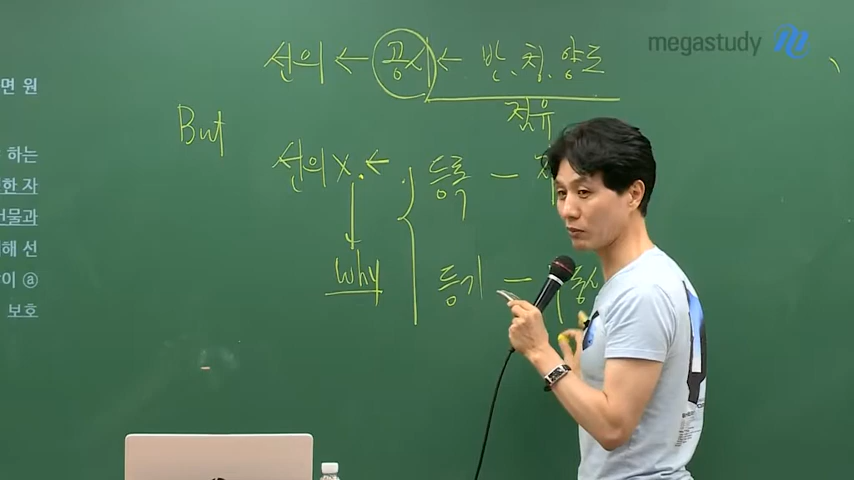 megastudy
선의 ← 공시 ← 반, 청, 양도
점유
But
선의 X. ← 등록 —
why
등기 —
면 원
하는
한 자
건물과
해 선
이 ⓐ
보호